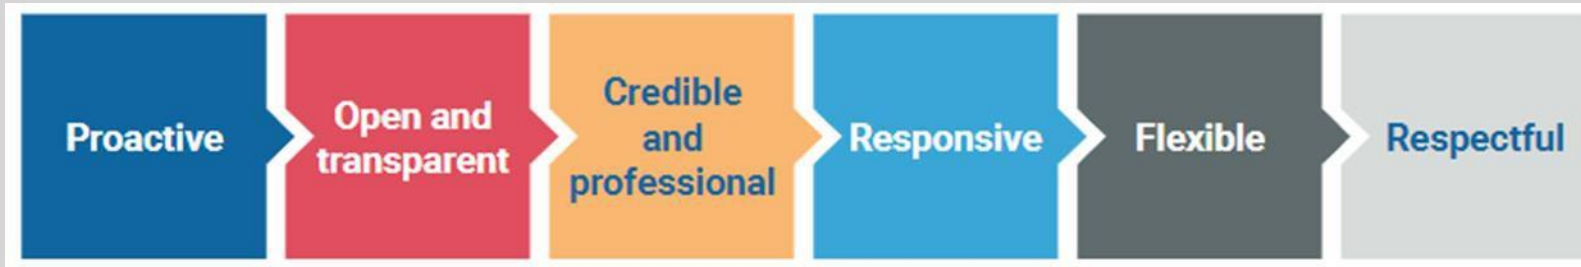 Proactive
Open and
transparent
Credible
and
professional
Responsive
Flexible
Respectful